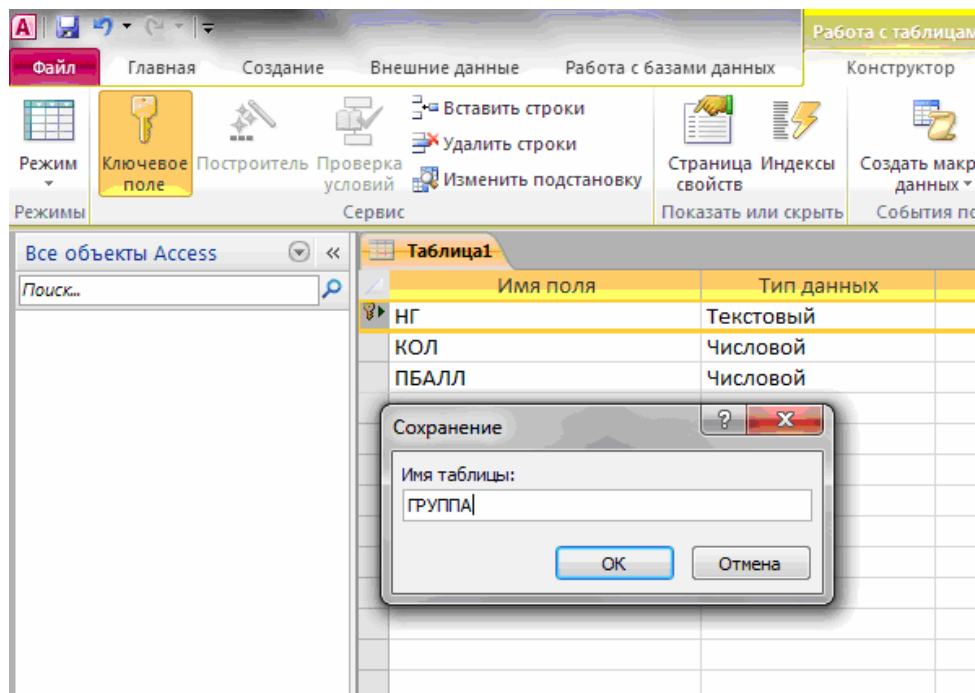 Работа с таблицам
Файл Главная Создание Внешние данные Работа с базами данных Конструктор
Режим
Ключевое поле
Построитель
Проверка условий
Вставить строки
Удалить строки
Изменить подстановку
Страница свойств
Индексы
Создать макр
данных
Режимы Сервис Показать или скрыть События по
Все объекты Access
Поиск...
Таблица1
Имя поля Тип данных
НГ Текстовый
КОЛ Числовой
ПБАЛЛ Числовой
Сохранение
Имя таблицы:
ГРУППА
ОК Отмена